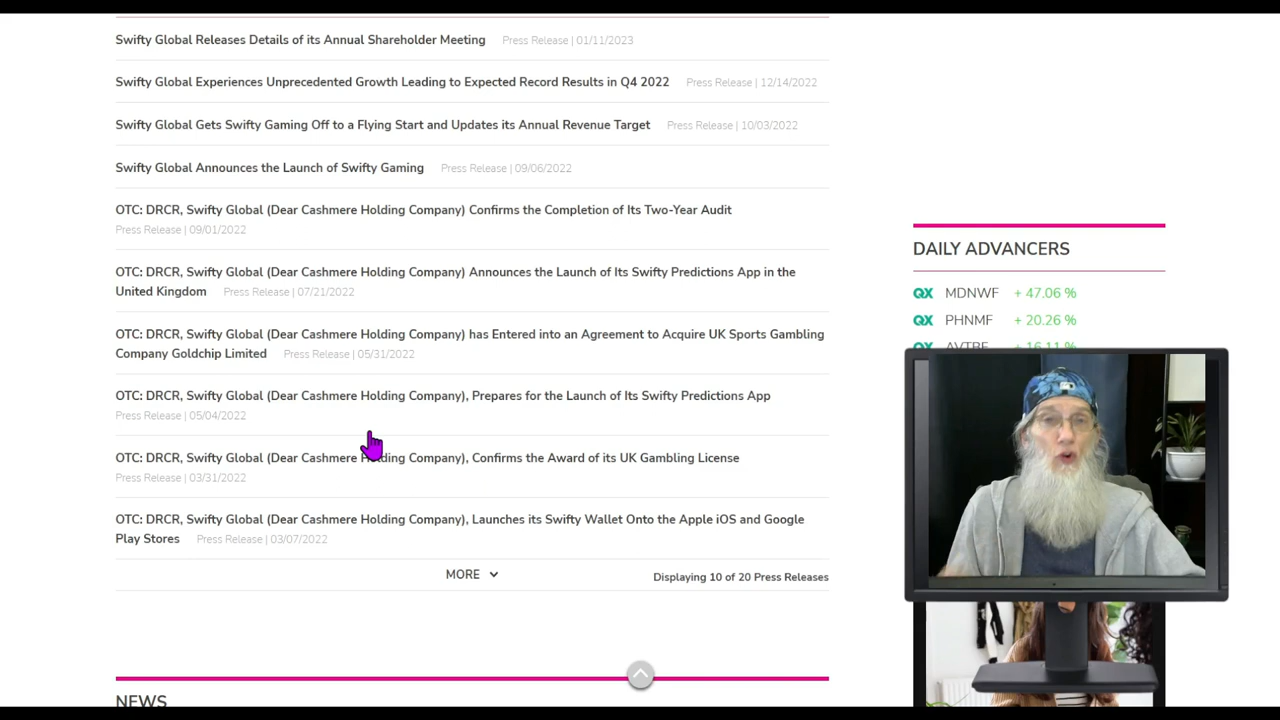 Swifty Global Releases Details of its Annual Shareholder Meeting Press Release | 01/11/2023
Swifty Global Experiences Unprecedented Growth Leading to Expected Record Results in Q4 2022 Press Release | 12/14/2022
Swifty Global Gets Swifty Gaming Off to a Flying Start and Updates its Annual Revenue Target Press Release | 10/03/2022
Swifty Global Announces the Launch of Swifty Gaming Press Release | 09/06/2022
OTC: DRCR, Swifty Global (Dear Cashmere Holding Company) Confirms the Completion of Its Two-Year Audit
Press Release | 09/01/2022
OTC: DRCR, Swifty Global (Dear Cashmere Holding Company) Announces the Launch of Its Swifty Predictions App in the
United Kingdom Press Release | 07/21/2022
OTC: DRCR, Swifty Global (Dear Cashmere Holding Company) has Entered into an Agreement to Acquire UK Sports Gambling
Company Goldchip Limited Press Release | 05/31/2022
OTC: DRCR, Swifty Global (Dear Cashmere Holding Company), Prepares for the Launch of Its Swifty Predictions App
Press Release | 05/04/2022
OTC: DRCR, Swifty Global (Dear Cashmere Holding Company), Confirms the Award of its UK Gambling License
Press Release | 03/31/2022
OTC: DRCR, Swifty Global (Dear Cashmere Holding Company), Launches its Swifty Wallet Onto the Apple iOS and Google
Play Stores Press Release | 03/07/2022
MORE
Displaying 10 of 20 Press Releases
NEWS
DAILY ADVANCERS
QX MDNWF + 47.06 %
QX PHNMF + 20.26 %